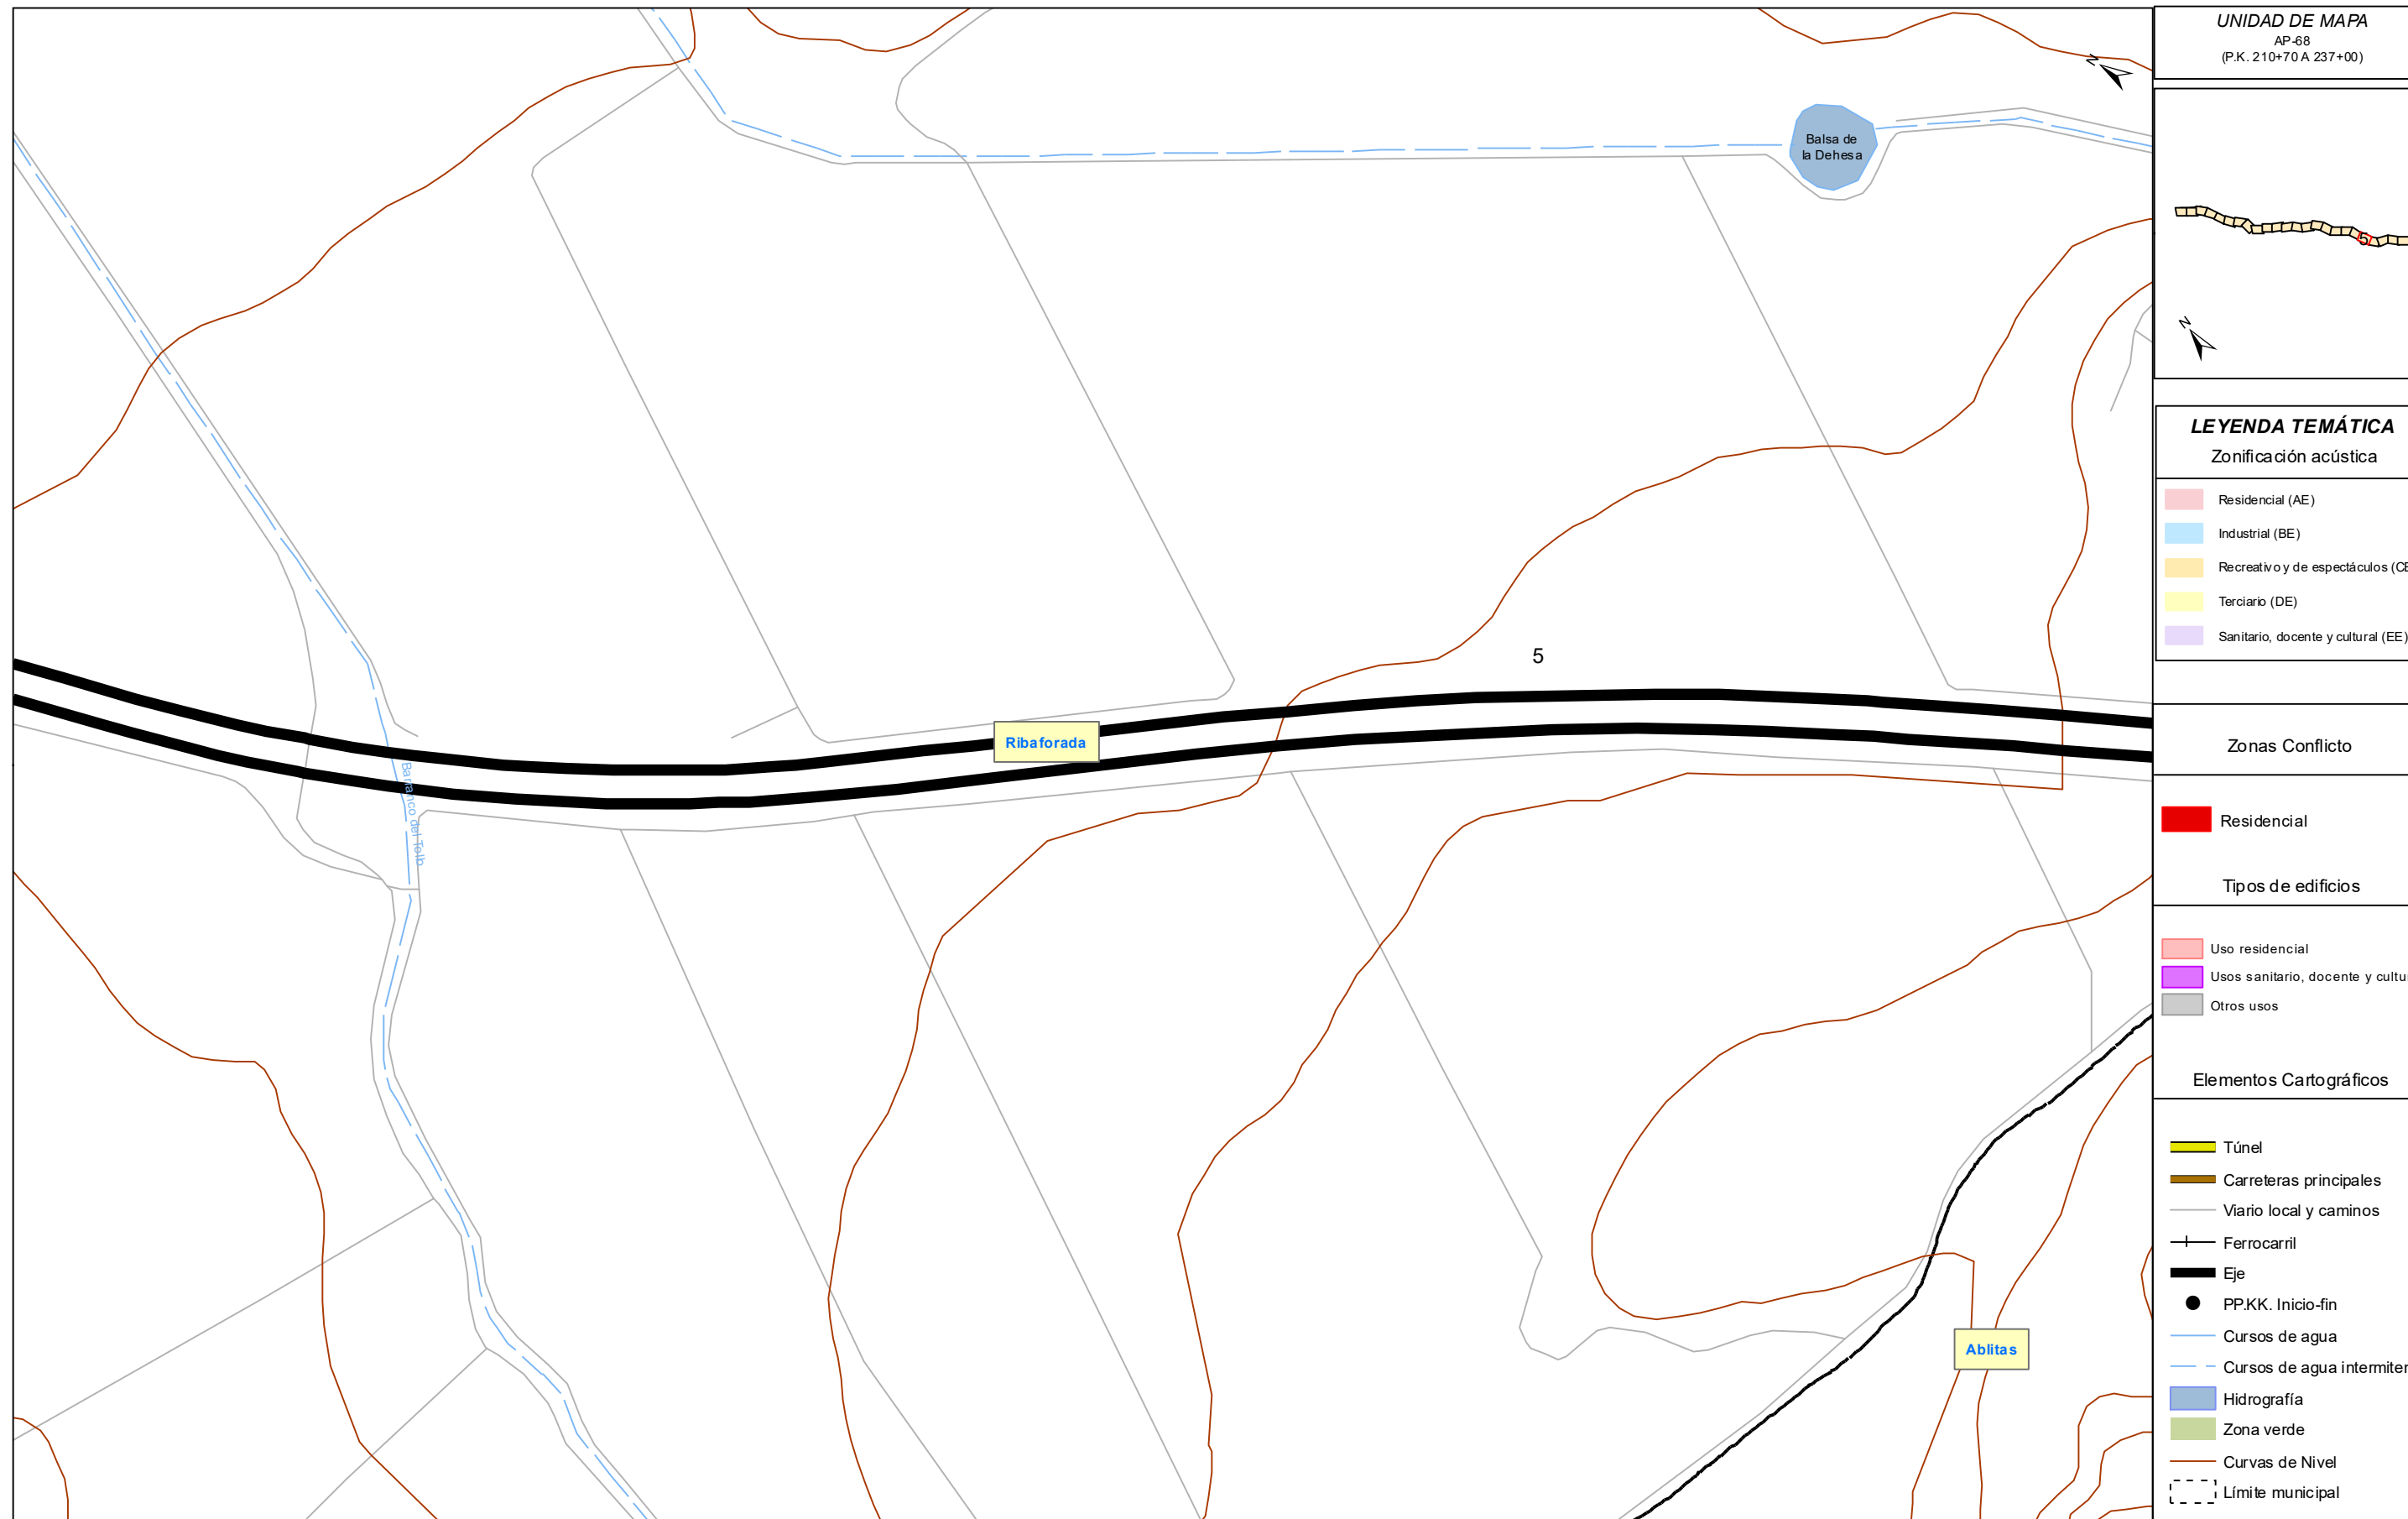 UNIDAD DE MAPA
AP-68
(P.K. 210+70 A 237+00)
N
Balsa de
la Dehesa
5
N
LEYENDA TEMÁTICA
Zonificación acústica
Residencial (AE)
Industrial (BE)
Recreativo y de espectáculos (CE
Terciario (DE)
Sanitario, docente y cultural (EE)
5
Ribaforada
Barranco del Tollo
Zonas Conflicto
Residencial
Tipos de edificios
Uso residencial
Usos sanitario, docente y cultu
Otros usos
Elementos Cartográficos
Túnel
Carreteras principales
Viario local y caminos
Ferrocarril
Eje
PP.KK. Inicio-fin
Cursos de agua
Ablitas
Cursos de agua intermiten
Hidrografía
Zona verde
Curvas de Nivel
Límite municipal